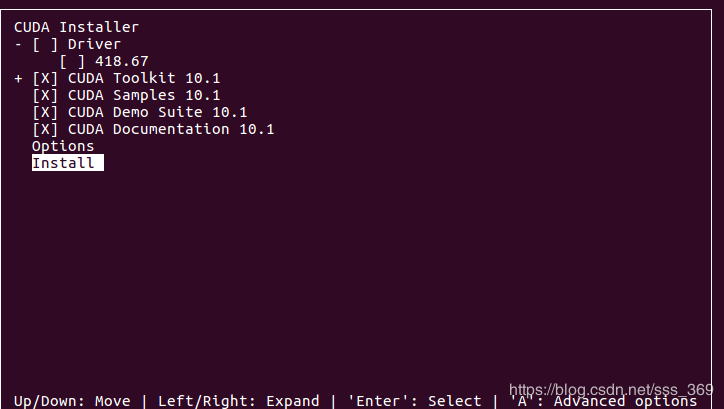 CUDA Installer
- [ ] Driver
[ ] 418.67
+ [X] CUDA Toolkit 10.1
[X] CUDA Samples 10.1
[X] CUDA Demo Suite 10.1
[X] CUDA Documentation 10.1
Options
Install
https://blog.csdn.net/sss_369
Up/Down: Move | Left/Right: Expand | 'Enter': Select | 'A': Advanced options